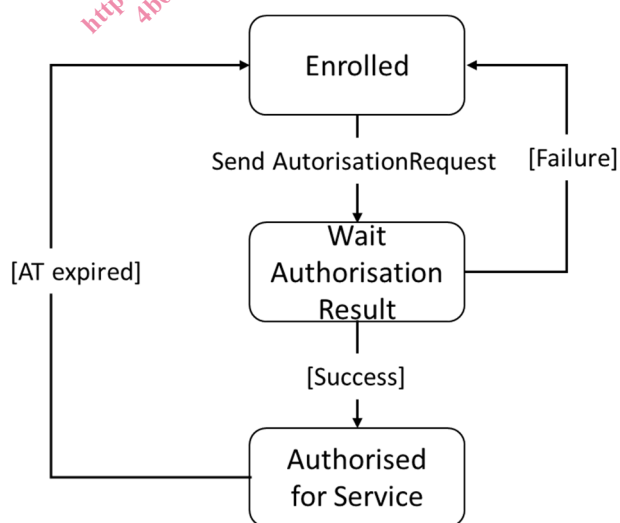 Enrolled
Send AutorisationRequest
[Failure]
Wait
Authorisation
Result
[AT expired]
[Success]
Authorised
for Service